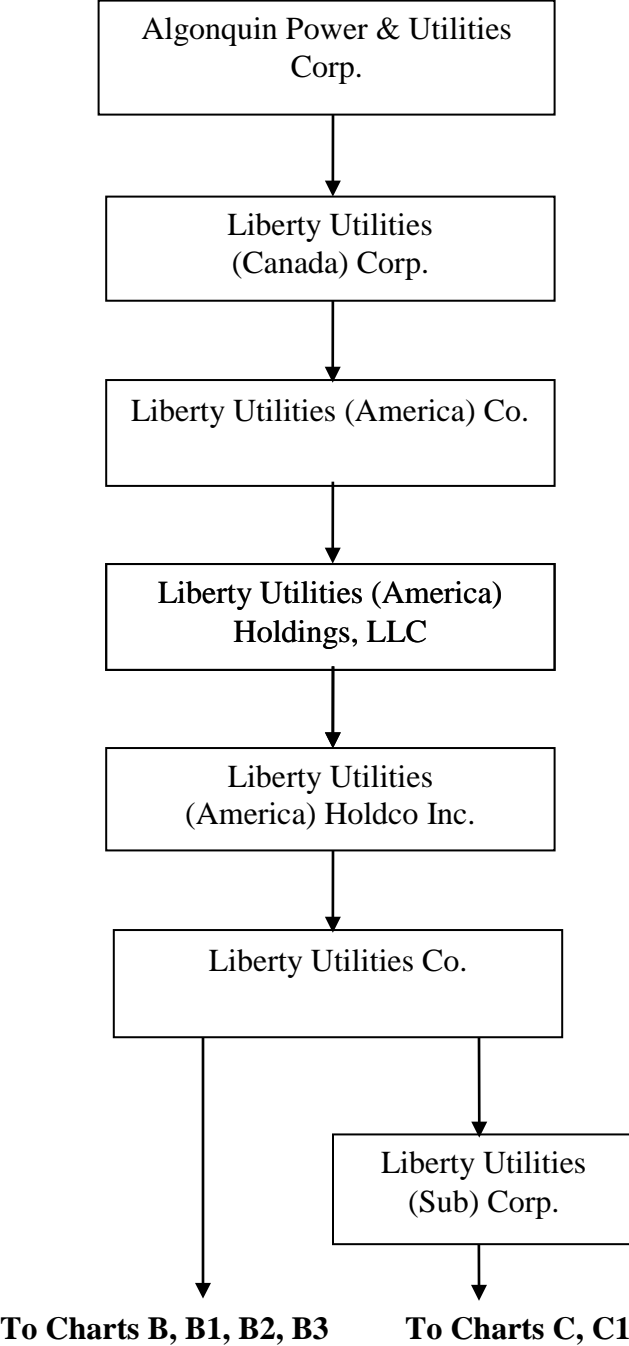 Algonquin Power & Utilities
Corp.
Liberty Utilities
(Canada) Corp.
Liberty Utilities (America) Co.
Liberty Utilities (America)
Holdings, LLC
Liberty Utilities
(America) Holdco Inc.
Liberty Utilities Co.
Liberty Utilities
(Sub) Corp.
To Charts B, B1, B2, B3
To Charts C, C1